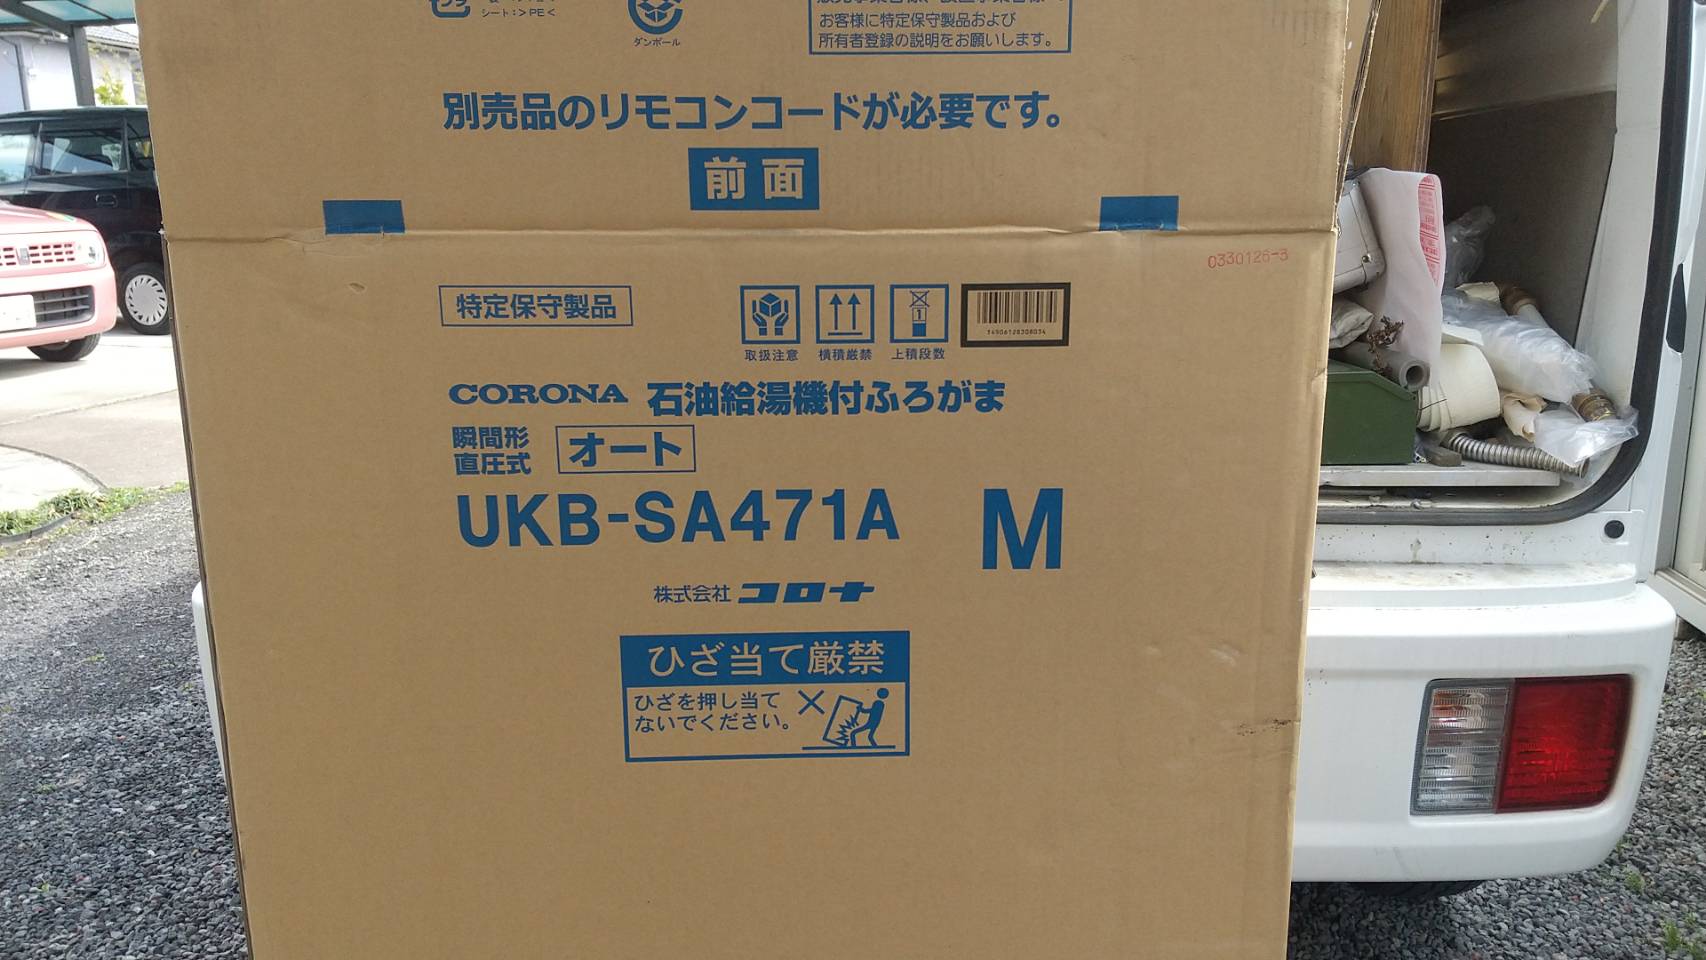 シート:>PE<
ダンボール
お客様に特定保守製品および
所有者登録の説明をお願いします。
別売品のリモコンコードが必要です。
前面
0330126-3
特定保守製品
取扱注意 横積厳禁 上積段数
1
14906128308034
CORONA 石油給湯機付ふろがま
瞬間形
直圧式
オート
UKB-SA471A M
株式会社 コロナ
ひざ当て厳禁
ひざを押し当て
ないでください。